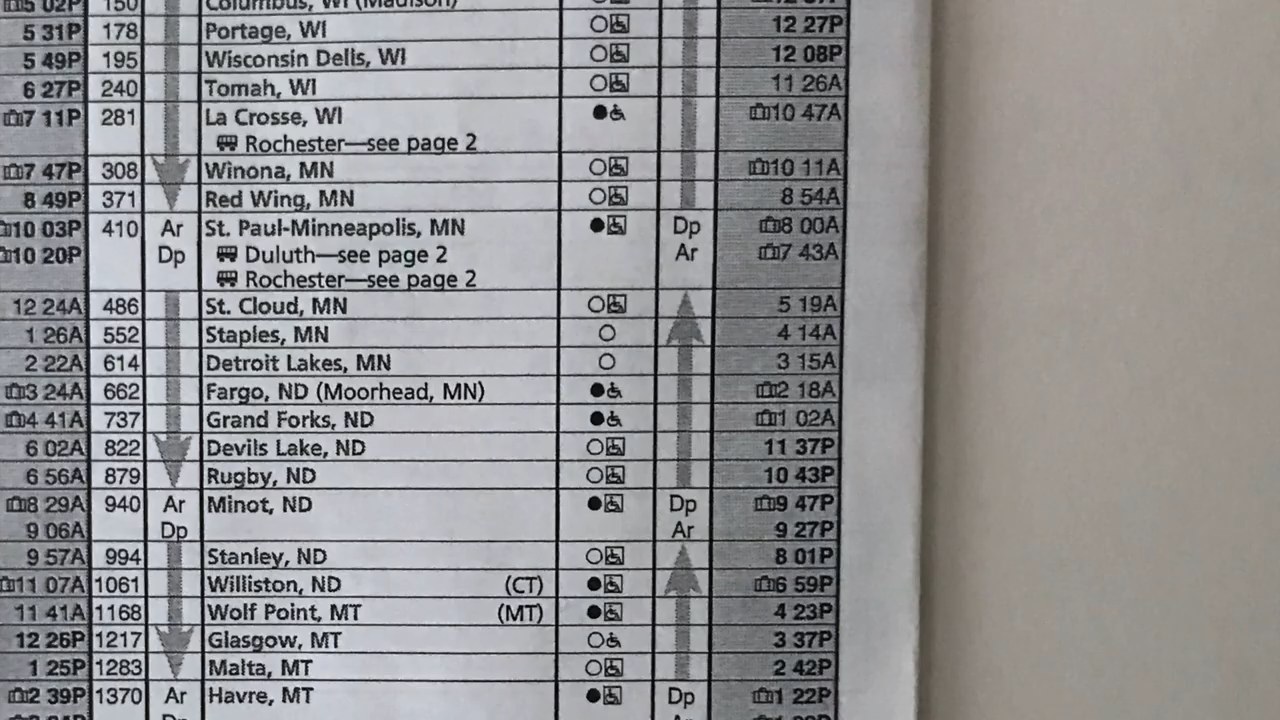 5 02P 150 Columbus, WI (Madison)
5 31P 178 Portage, WI 12 27P
5 49P 195 Wisconsin Dells, WI 12 08P
6 27P 240 Tomah, WI 11 26A
7 11P 281 La Crosse, WI 10 47A
Rochester—see page 2
7 47P 308 Winona, MN 10 11A
8 49P 371 Red Wing, MN 8 54A
10 03P 410 Ar St. Paul-Minneapolis, MN Dp 8 00A
10 20P Dp Duluth—see page 2 Ar 7 43A
Rochester—see page 2
12 24A 486 St. Cloud, MN 5 19A
1 26A 552 Staples, MN 4 14A
2 22A 614 Detroit Lakes, MN 3 15A
3 24A 662 Fargo, ND (Moorhead, MN) 2 18A
4 41A 737 Grand Forks, ND 1 02A
6 02A 822 Devils Lake, ND 11 37P
6 56A 879 Rugby, ND 10 43P
8 29A 940 Ar Minot, ND Dp 9 47P
9 06A Dp Ar 9 27P
9 57A 994 Stanley, ND 8 01P
11 07A 1061 Williston, ND (CT) 6 59P
11 41A 1168 Wolf Point, MT (MT) 4 23P
12 26P 1217 Glasgow, MT 3 37P
1 25P 1283 Malta, MT 2 42P
2 39P 1370 Ar Havre, MT Dp 1 22P